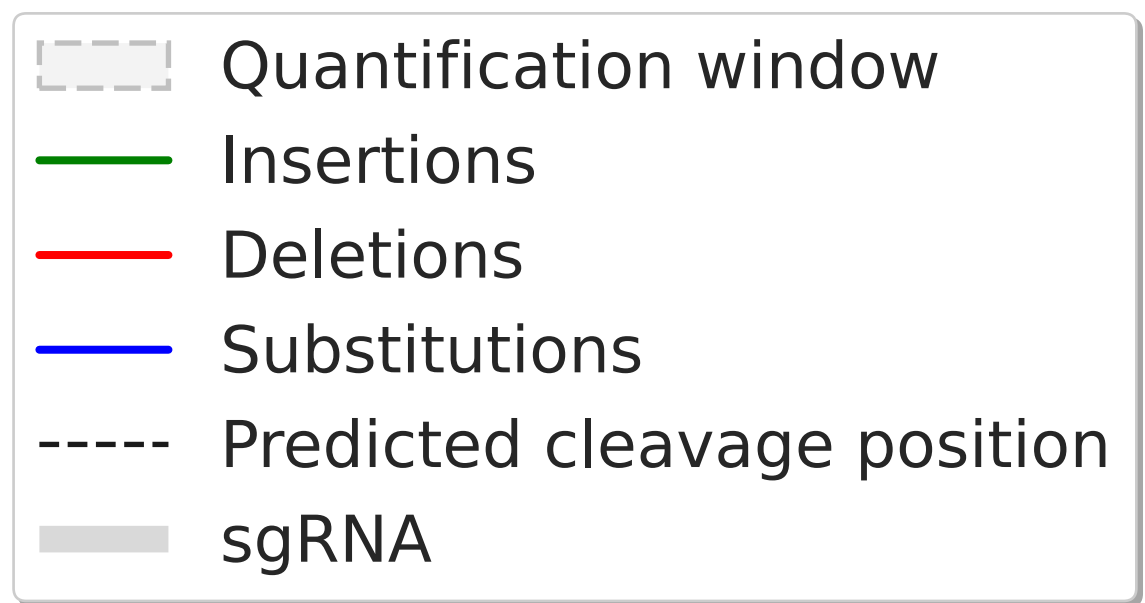 Quantification window
Insertions
Deletions
Substitutions
Predicted cleavage position
sgRNA